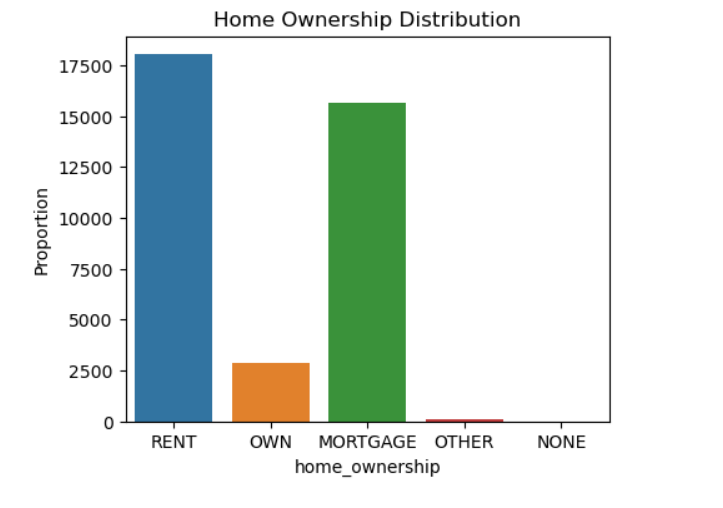 Home Ownership Distribution
17500
15000
12500
10000
7500
5000
2500
0
Proportion
RENT OWN MORTGAGE OTHER NONE
home_ownership